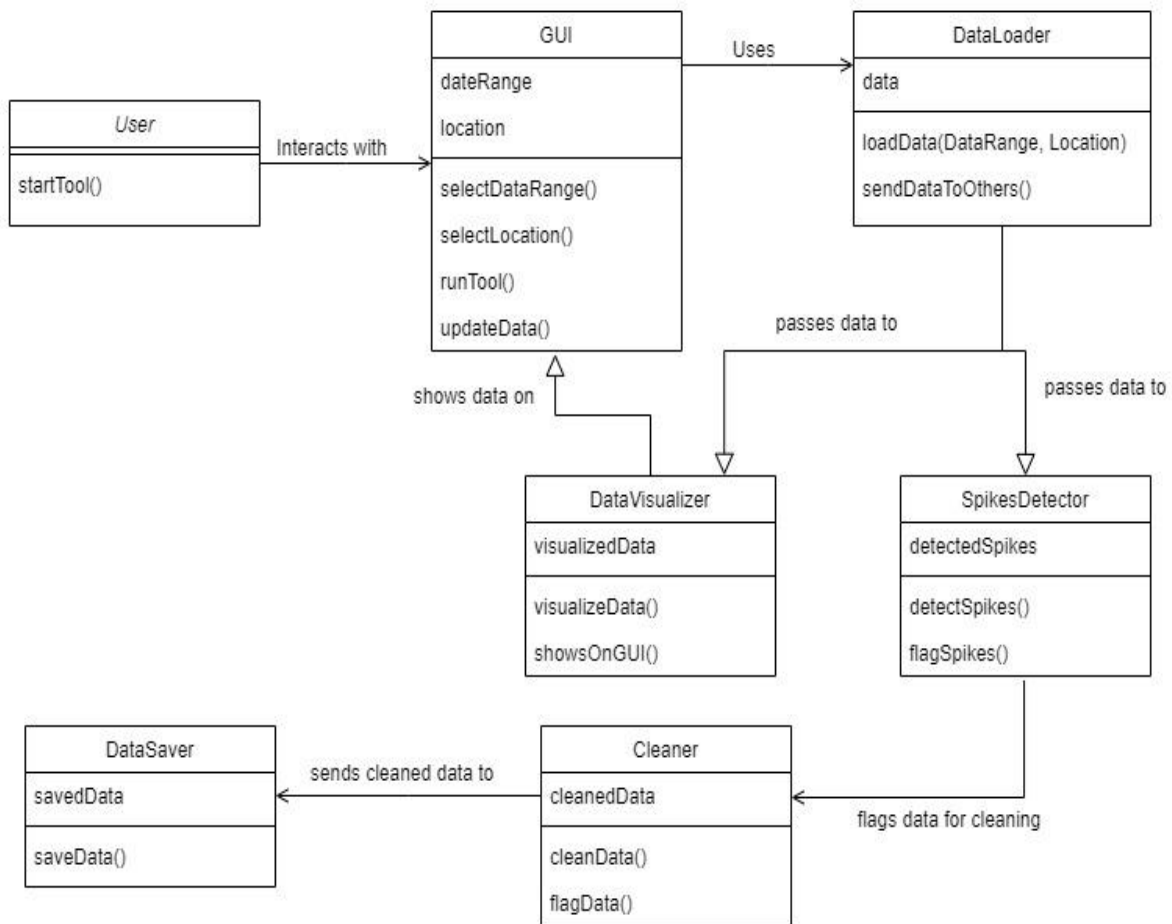 GUI
dateRange
location
selectDataRange()
selectLocation()
runTool()
updateData()
Uses
DataLoader
data
loadData(DataRange, Location)
sendDataToOthers()
User
startTool()
Interacts with
passes data to
passes data to
shows data on
DataVisualizer
visualizedData
visualizeData()
showsOnGUI()
SpikesDetector
detectedSpikes
detectSpikes()
flagSpikes()
DataSaver
savedData
saveData()
sends cleaned data to
Cleaner
cleanedData
cleanData()
flagData()
flags data for cleaning